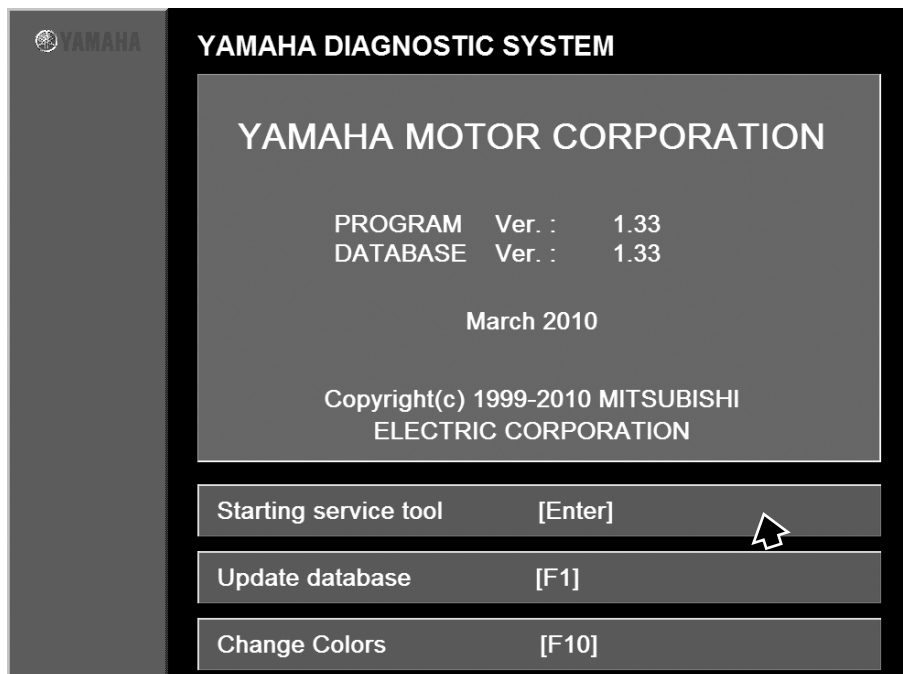 YAMAHA
YAMAHA DIAGNOSTIC SYSTEM
YAMAHA MOTOR CORPORATION
PROGRAM Ver. : 1.33
DATABASE Ver. : 1.33
March 2010
Copyright(c) 1999-2010 MITSUBISHI
ELECTRIC CORPORATION
Starting service tool [Enter]
Update database [F1]
Change Colors [F10]